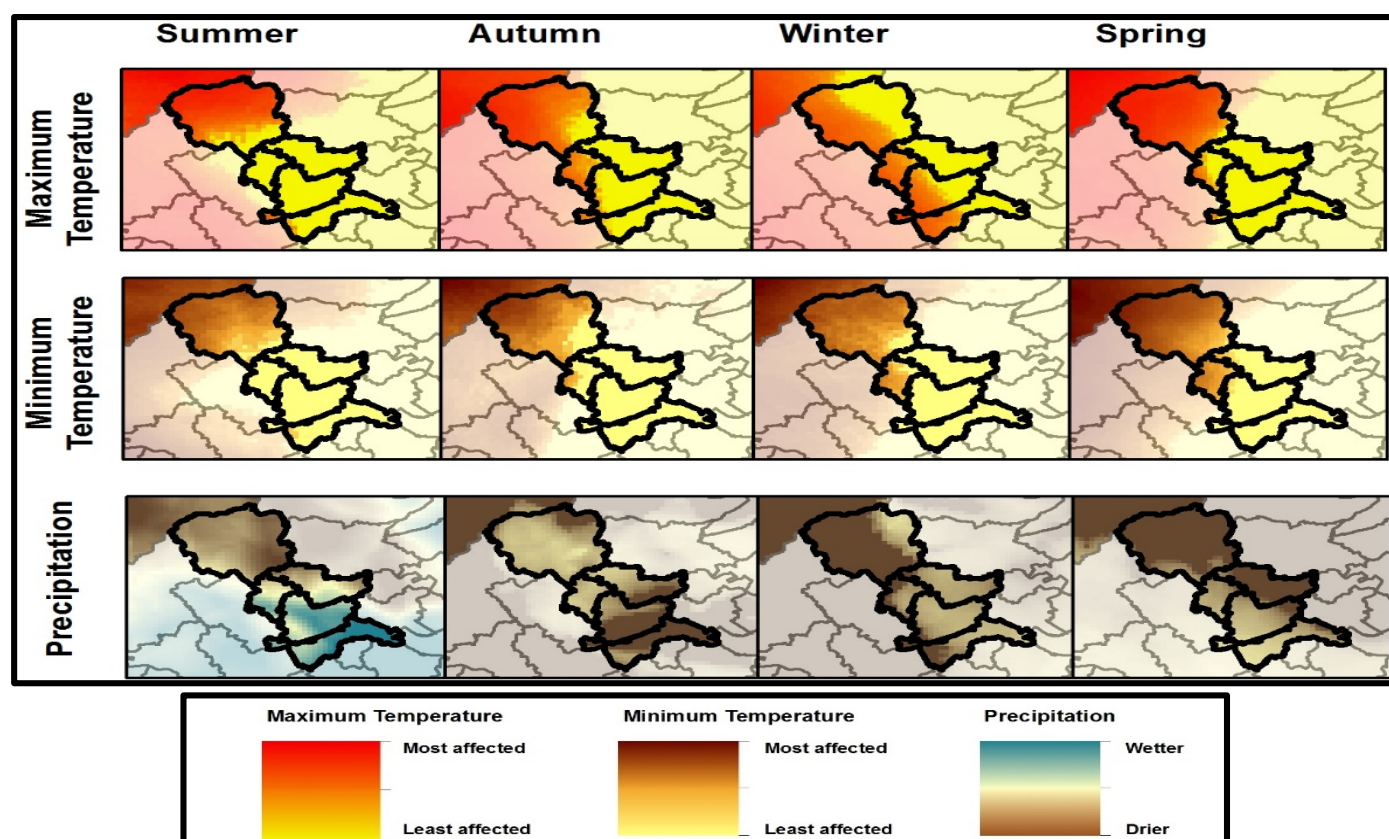 Summer Autumn Winter Spring
Maximum
Temperature
Minimum
Temperature
Precipitation
Maximum Temperature Minimum Temperature Precipitation
Most affected Most affected Wetter
Least affected Least affected Drier